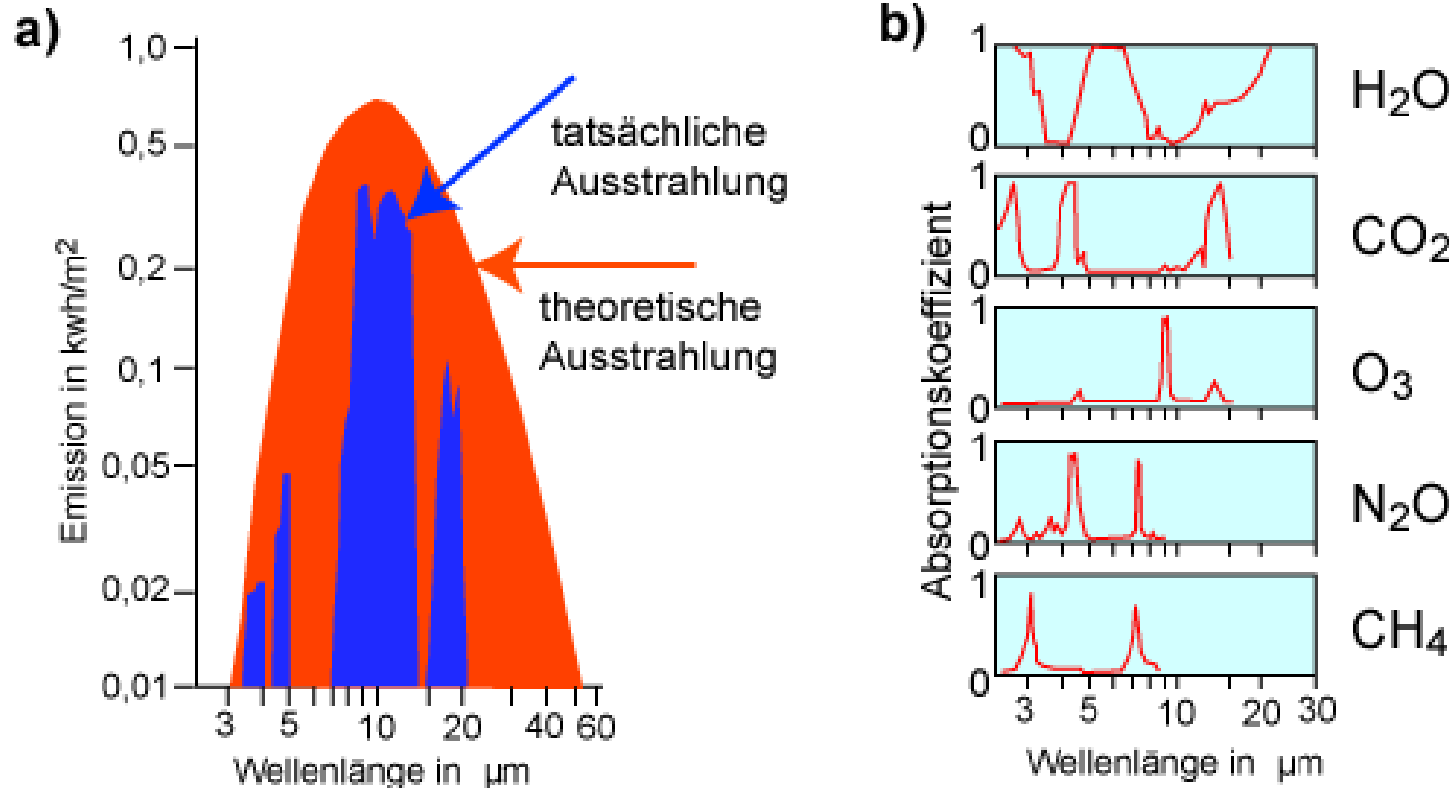 a)
1,0
0,5
0,2
0,1
0,05
0,02
0,01
Emission in kwh/m²
tatsächliche
Ausstrahlung
theoretische
Ausstrahlung
3 5 10 20 40 60
Wellenlänge in µm
b)
Absorptionskoeffizient
1
0
H₂O
1
0
CO₂
1
0
O₃
1
0
N₂O
1
0
CH₄
3 5 10 20 30
Wellenlänge in µm